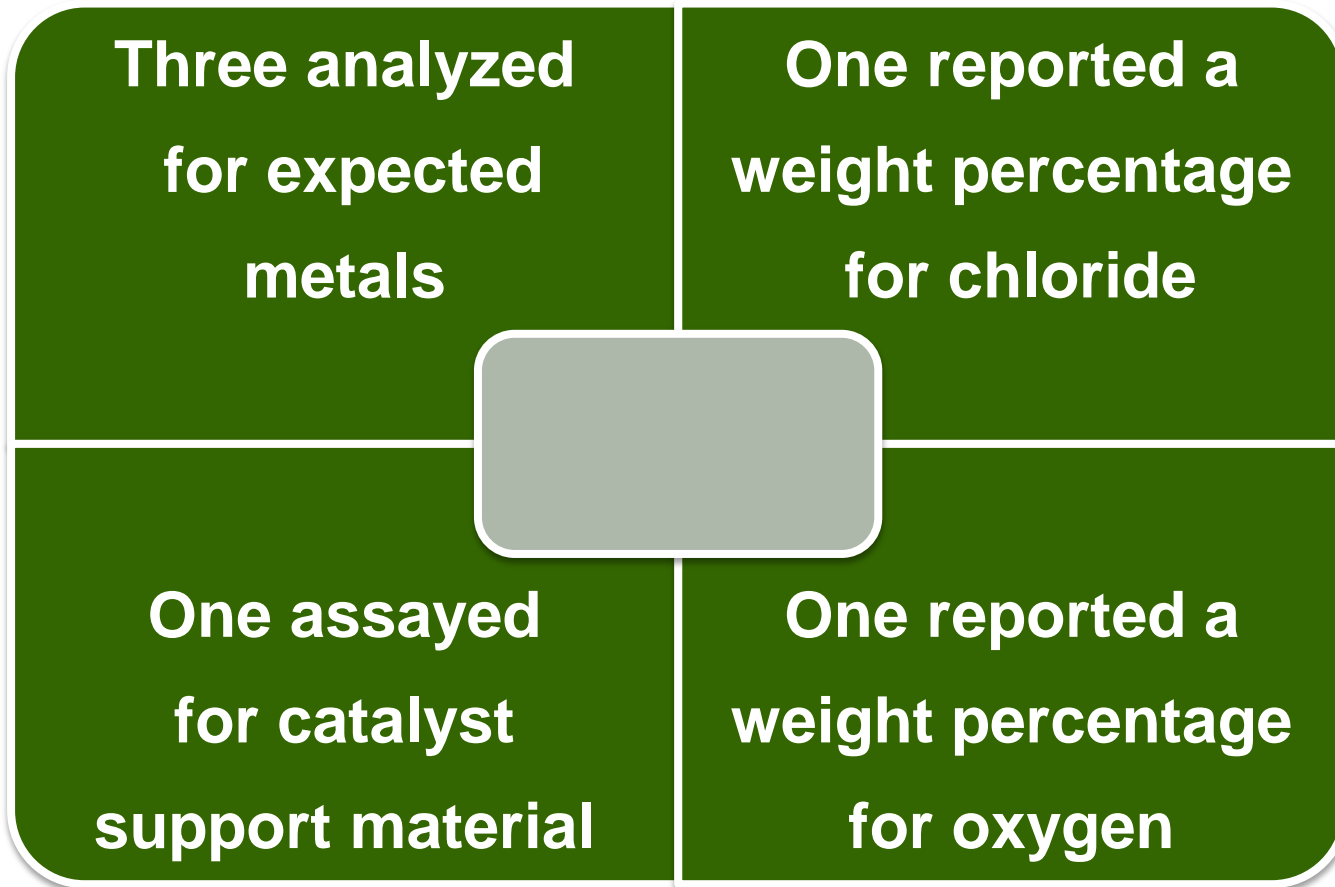 Three analyzed
for expected
metals
One reported a
weight percentage
for chloride
One assayed
for catalyst
support material
One reported a
weight percentage
for oxygen